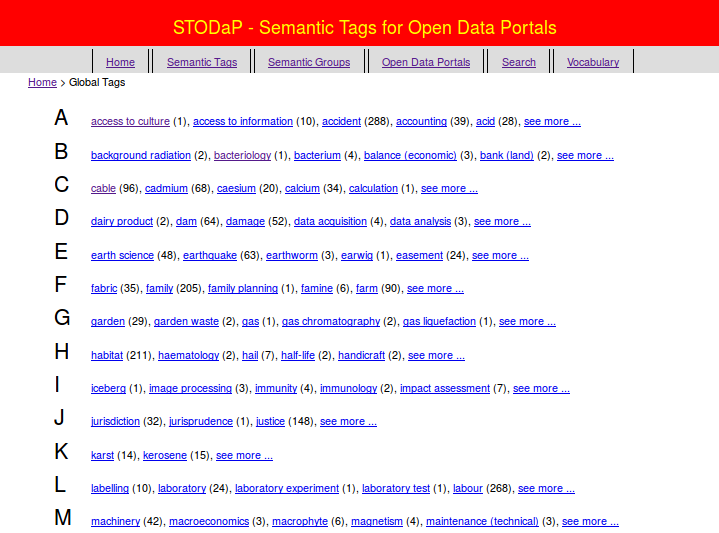 STODaP - Semantic Tags for Open Data Portals
Home Semantic Tags Semantic Groups Open Data Portals Search Vocabulary
Home > Global Tags
A access to culture (1), access to information (10), accident (288), accounting (39), acid (28), see more ...
B background radiation (2), bacteriology (1), bacterium (4), balance (economic) (3), bank (land) (2), see more ...
C cable (96), cadmium (68), caesium (20), calcium (34), calculation (1), see more ...
D dairy product (2), dam (64), damage (52), data acquisition (4), data analysis (3), see more ...
E earth science (48), earthquake (63), earthworm (3), earwig (1), easement (24), see more ...
F fabric (35), family (205), family planning (1), famine (6), farm (90), see more ...
G garden (29), garden waste (2), gas (1), gas chromatography (2), gas liquefaction (1), see more ...
H habitat (211), haematology (2), hail (7), half-life (2), handicraft (2), see more ...
I iceberg (1), image processing (3), immunity (4), immunology (2), impact assessment (7), see more ...
J jurisdiction (32), jurisprudence (1), justice (148), see more ...
K karst (14), kerosene (15), see more ...
L labelling (10), laboratory (24), laboratory experiment (1), laboratory test (1), labour (268), see more ...
M machinery (42), macroeconomics (3), macrophyte (6), magnetism (4), maintenance (technical) (3), see more ...